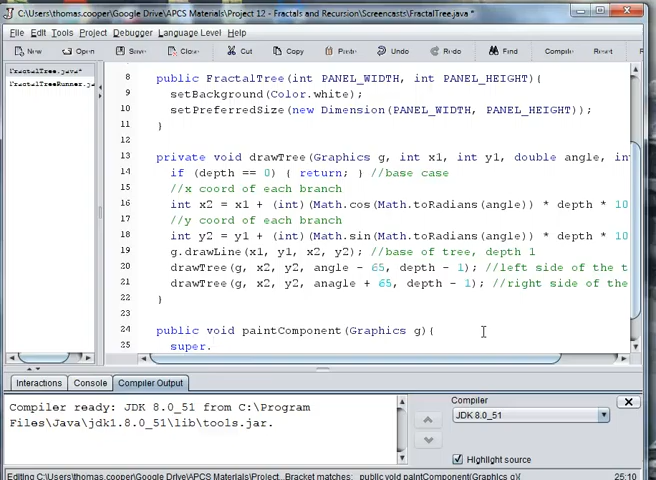 C:\Users\thomas.cooper\Google Drive\APCS Materials\Project 12 - Fractals and Recursion\Screencasts\FractalTree.java *
File Edit Tools Project Debugger Language Level Help
New Open Save Close Cut Copy Paste Undo Redo Find Compile Reset
FractalTree.java*
FractalTreeRunner.ja
8 public FractalTree(int PANEL_WIDTH, int PANEL_HEIGHT){
9 setBackground(Color.white);
10 setPreferredSize(new Dimension(PANEL_WIDTH, PANEL_HEIGHT));
11 }
12
13 private void drawTree(Graphics g, int x1, int y1, double angle, in
14 if (depth == 0) { return; } //base case
15 //x coord of each branch
16 int x2 = x1 + (int)(Math.cos(Math.toRadians(angle)) * depth * 10
17 //y coord of each branch
18 int y2 = y1 + (int)(Math.sin(Math.toRadians(angle)) * depth * 10
19 g.drawLine(x1, y1, x2, y2); //base of tree, depth 1
20 drawTree(g, x2, y2, angle - 65, depth - 1); //left side of the t
21 drawTree(g, x2, y2, anagle + 65, depth - 1); //right side of the
22 }
23
24 public void paintComponent(Graphics g){
25 super.
Interactions Console Compiler Output
Compiler ready: JDK 8.0_51 from C:\Program
Files\Java\jdk1.8.0_51\lib\tools.jar.
Compiler
JDK 8.0_51
Highlight source
Editing C:\Users\thomas.cooper\Google Drive\APCS Materials\Project Bracket matches: public void paintComponent(Graphics g){ 25:10